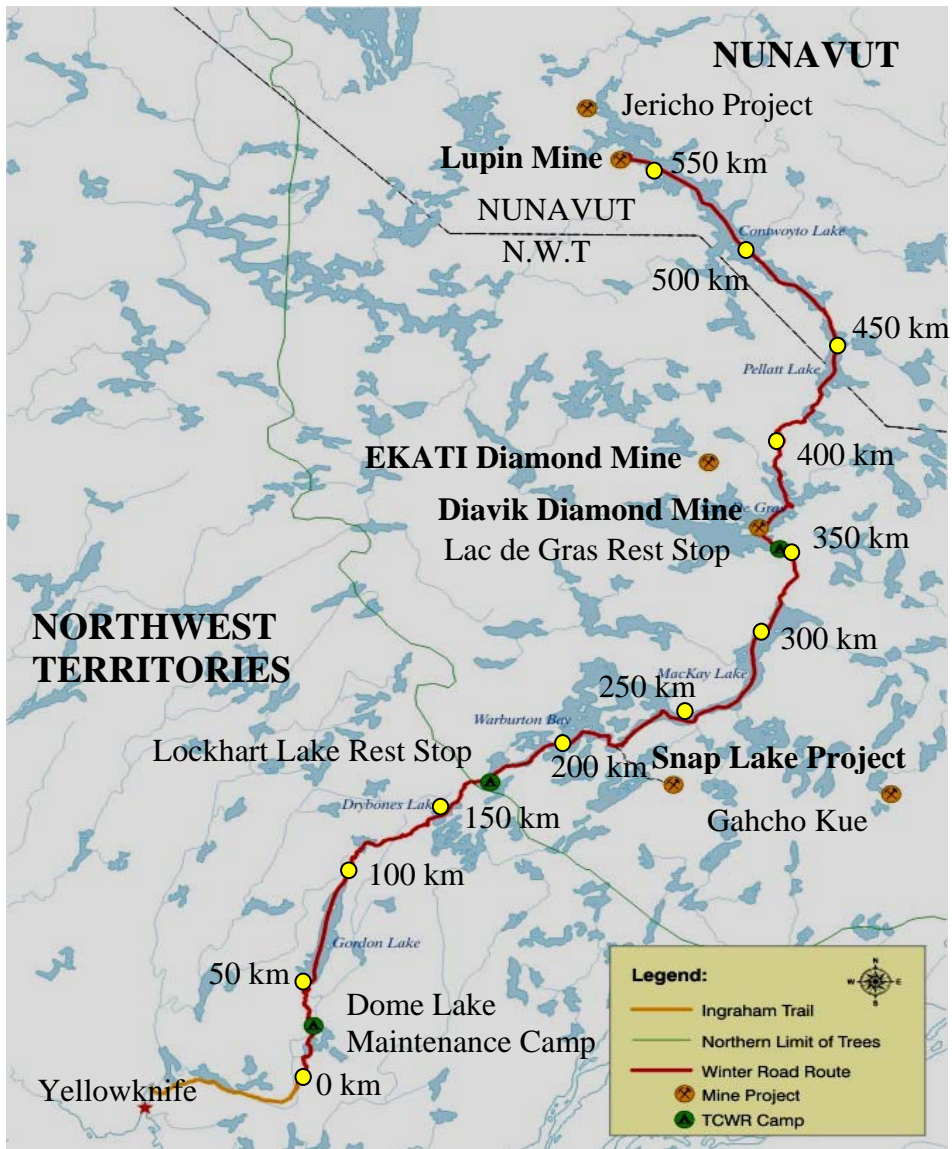 NUNAVUT
Jericho Project
Lupin Mine
550 km
NUNAVUT
N.W.T
Contwoyto Lake
500 km
450 km
Pellatt Lake
EKATI Diamond Mine
400 km
Diavik Diamond Mine
De Gras
Lac de Gras Rest Stop
350 km
NORTHWEST
TERRITORIES
300 km
MacKay Lake
250 km
Warburton Bay
Lockhart Lake Rest Stop
200 km
Snap Lake Project
Drybones Lake
150 km
Gahcho Kue
100 km
Gordon Lake
50 km
Dome Lake
Maintenance Camp
Yellowknife
0 km
Legend:
N
W
E
S
Ingraham Trail
Northern Limit of Trees
Winter Road Route
Mine Project
TCWR Camp